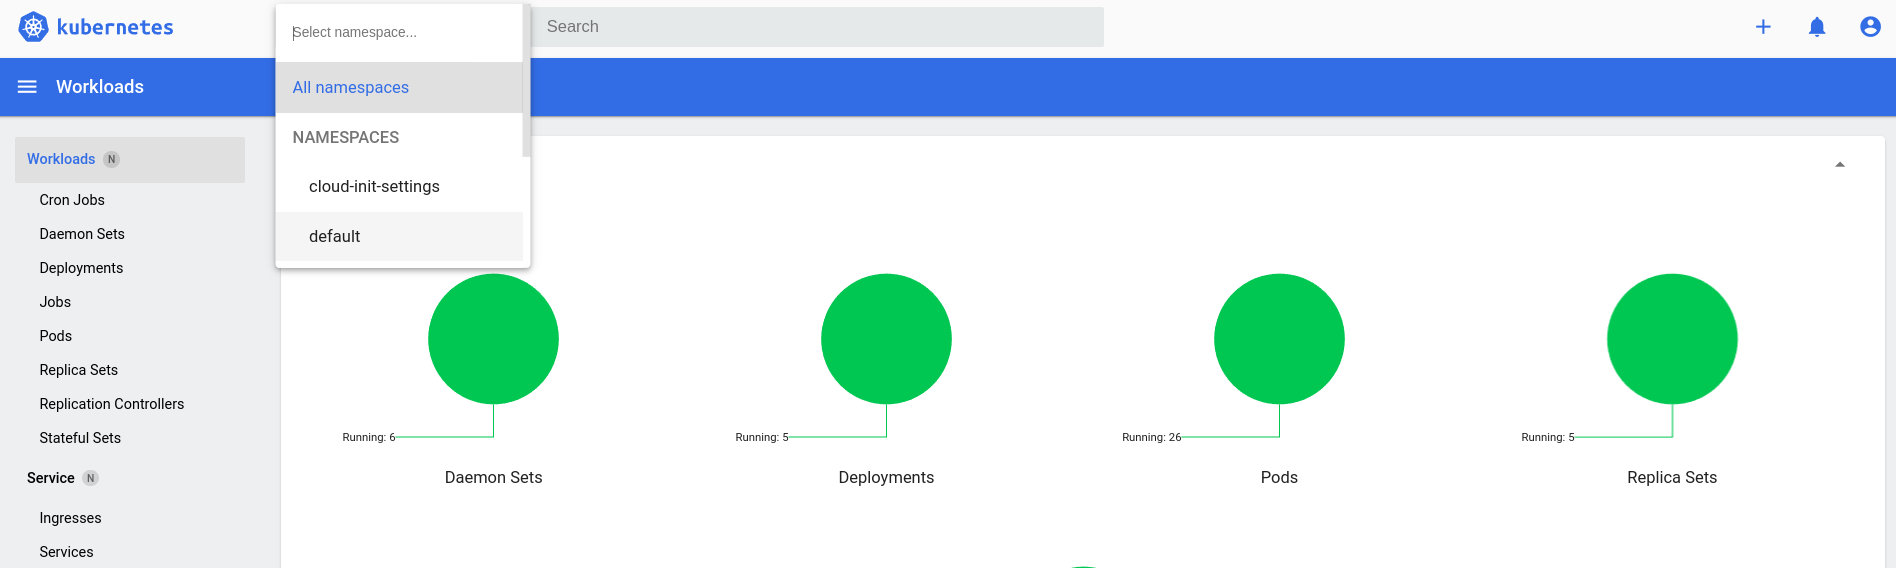 kubernetes
Select namespace...
Search
Workloads
All namespaces
NAMESPACES
cloud-init-settings
default
Workloads N
Cron Jobs
Daemon Sets
Deployments
Jobs
Pods
Replica Sets
Replication Controllers
Stateful Sets
Service N
Ingresses
Services
Running: 6
Daemon Sets
Running: 5
Deployments
Running: 26
Pods
Running: 5
Replica Sets